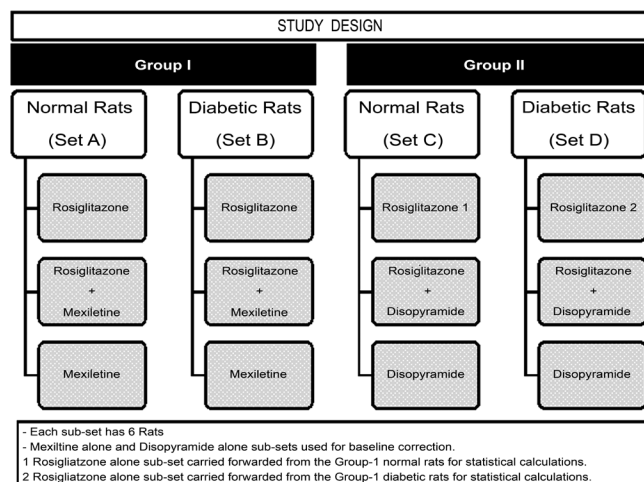 STUDY DESIGN
Group I
Group II
Normal Rats
(Set A)
Diabetic Rats
(Set B)
Normal Rats
(Set C)
Diabetic Rats
(Set D)
Rosiglitazone
Rosiglitazone
Rosiglitazone 1
Rosiglitazone 2
Rosiglitazone
+
Mexiletine
Rosiglitazone
+
Mexiletine
Rosiglitazone
+
Disopyramide
Rosiglitazone
+
Disopyramide
Mexiletine
Mexiletine
Disopyramide
Disopyramide
- Each sub-set has 6 Rats
- Mexiltine alone and Disopyramide alone sub-sets used for baseline correction.
1 Rosigliatzone alone sub-set carried forwarded from the Group-1 normal rats for statistical calculations.
2 Rosigliatzone alone sub-set carried forwarded from the Group-1 diabetic rats for statistical calculations.